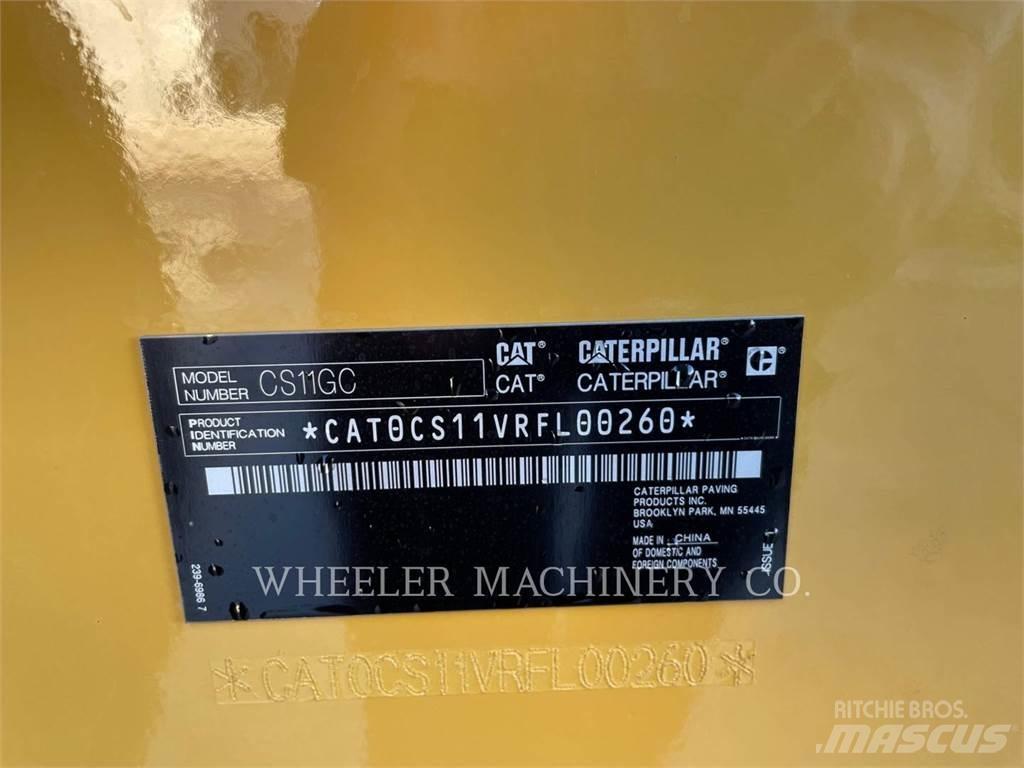 MODEL NUMBER CS11GC
CAT® CATERPILLAR®
CAT® CATERPILLAR®
PRODUCT
IDENTIFICATION
NUMBER
*CAT0CS11VRFL00260*
CATERPILLAR PAVING
PRODUCTS INC.
BROOKLYN PARK, MN 55445
USA
MADE IN CHINA
OF DOMESTIC AND
FOREIGN COMPONENTS
ISSUE 1
239-6986 7
WHEELER MACHINERY CO.
*CAT0CS11VRFL00260*
RITCHIE BROS.
MASCUS